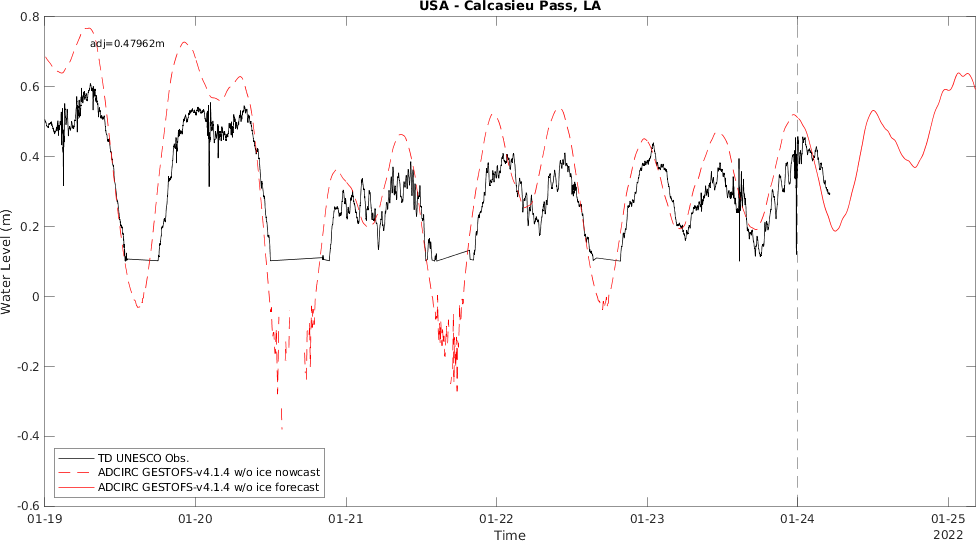 USA - Calcasieu Pass, LA
adj=0.47962m
Water Level (m)
0.8
0.6
0.4
0.2
0
-0.2
-0.4
-0.6
TD UNESCO Obs.
ADCIRC GESTOFS-v4.1.4 w/o ice nowcast
ADCIRC GESTOFS-v4.1.4 w/o ice forecast
01-19 01-20 01-21 01-22 01-23 01-24 01-25
Time
2022